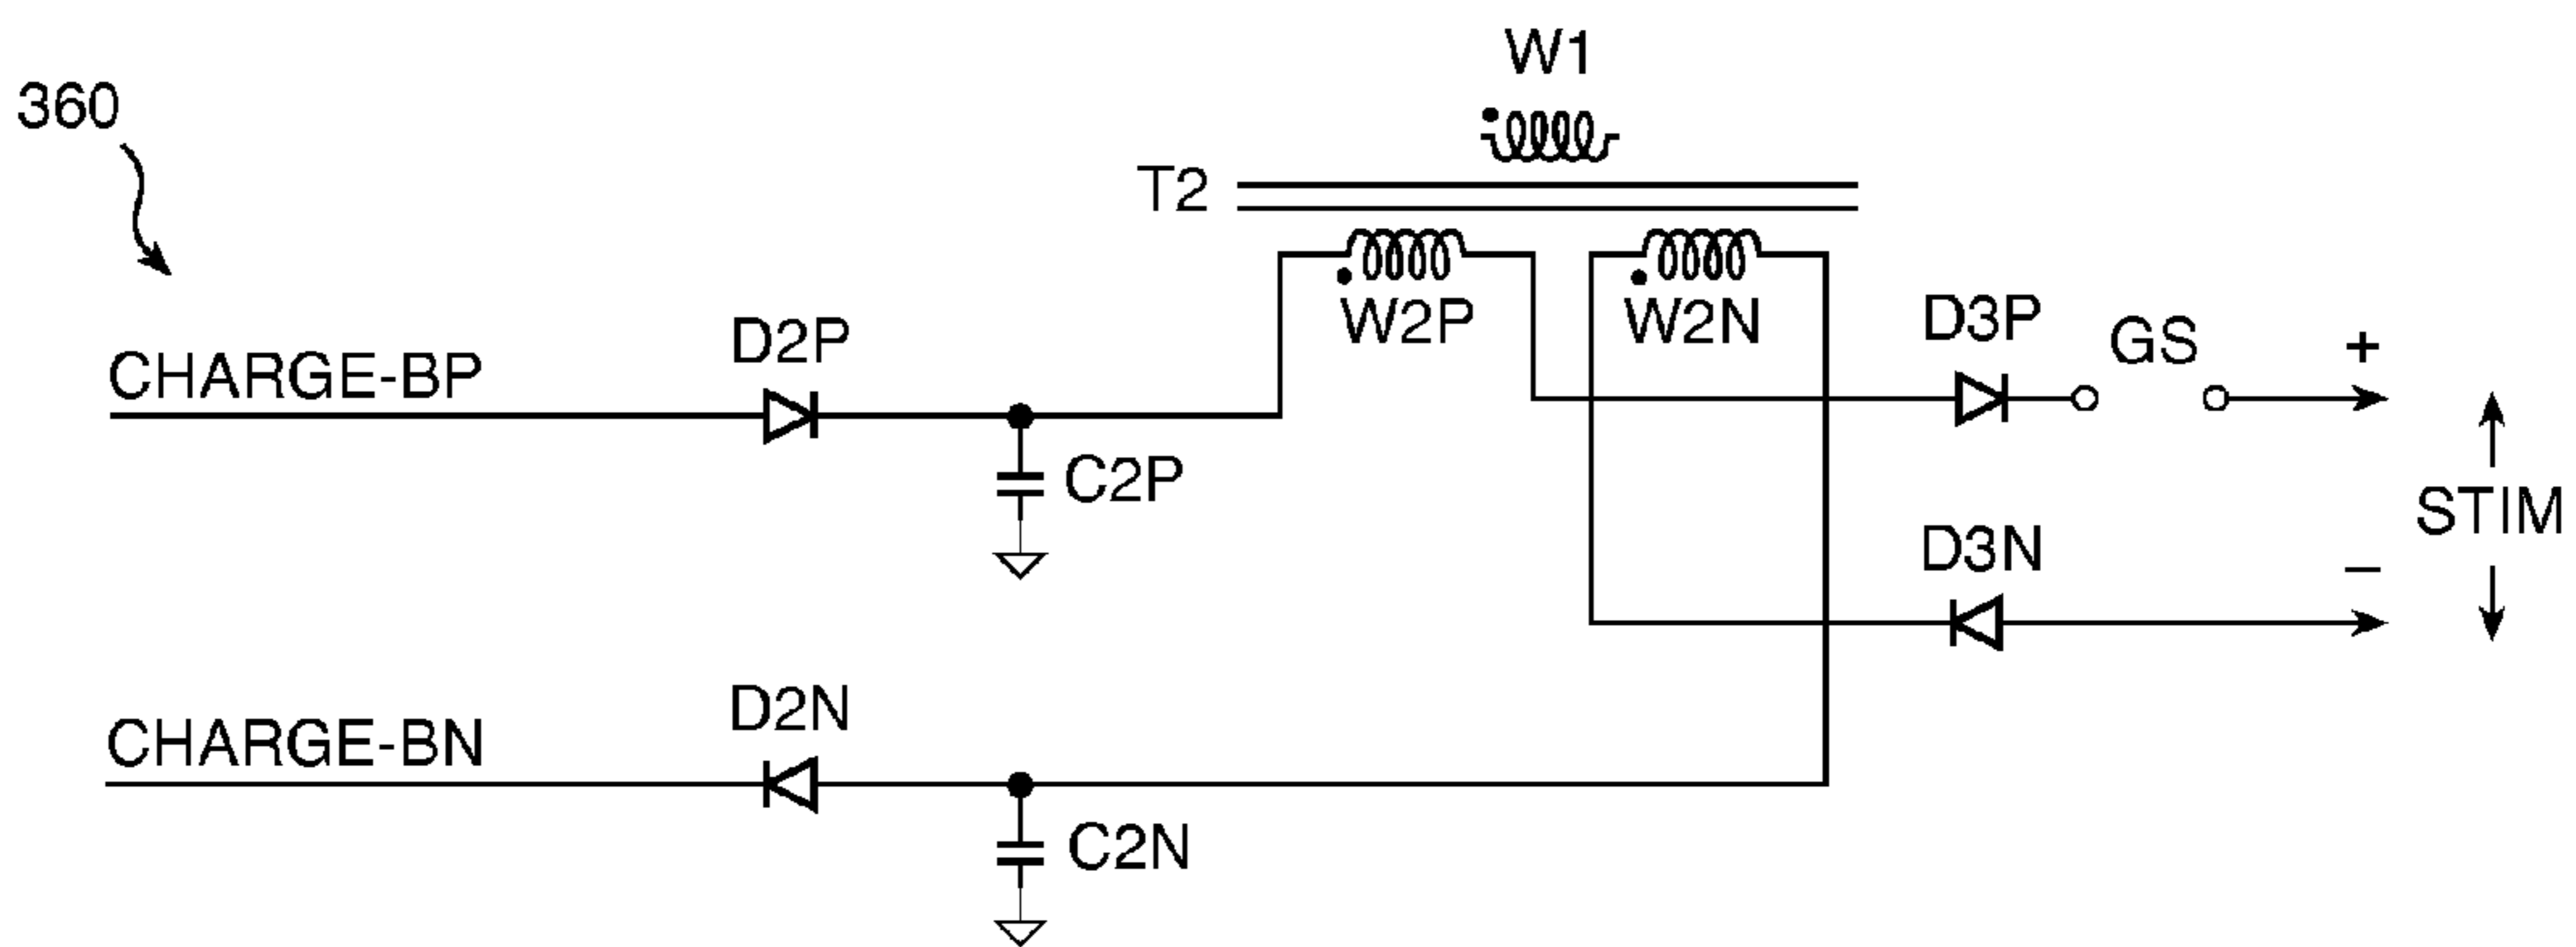 W1
360
T2
W2P
W2N
D3P
GS
+
D2P
CHARGE-BP
C2P
STIM
D3N
–
D2N
CHARGE-BN
C2N